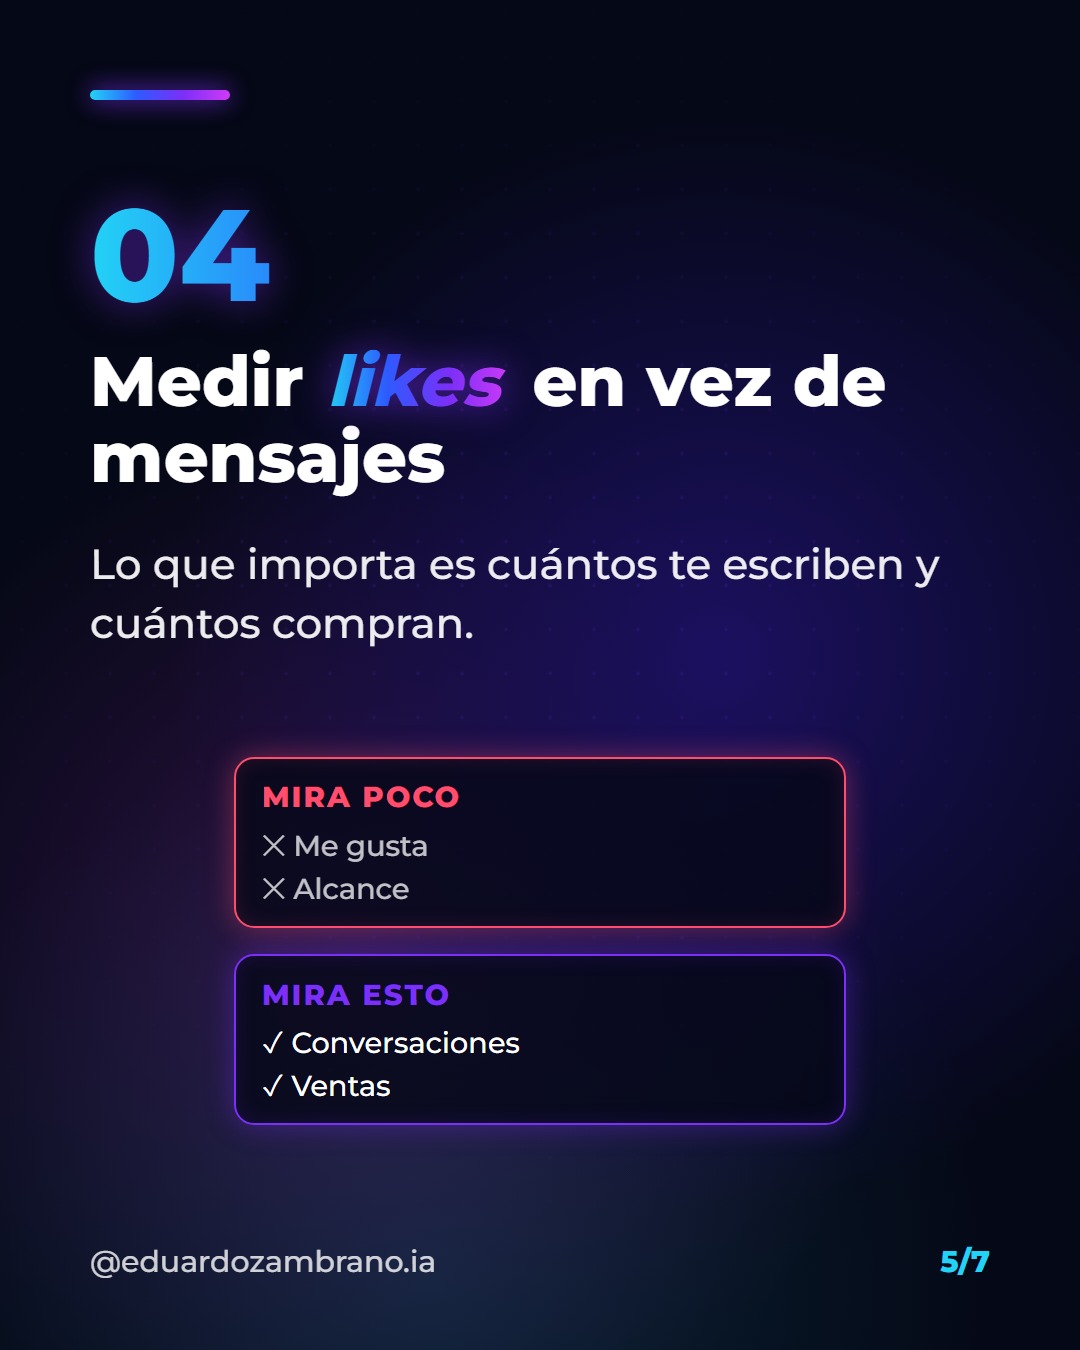 04
Medir likes en vez de
mensajes
Lo que importa es cuántos te escriben y
cuántos compran.
MIRA POCO
✕ Me gusta
✕ Alcance
MIRA ESTO
✓ Conversaciones
✓ Ventas
@eduardozambrano.ia
5/7